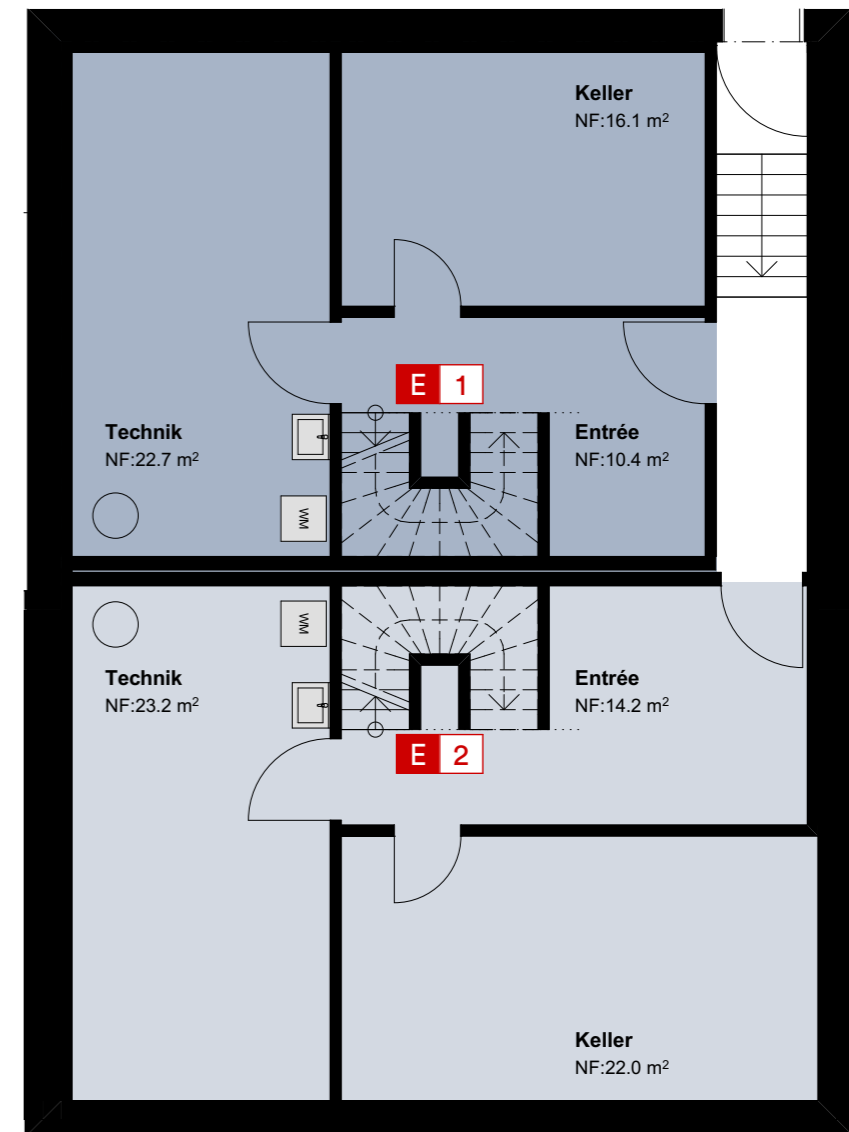 Keller
NF:16.1 m²
E 1
Technik
NF:22.7 m²
Entrée
NF:10.4 m²
WM
WM
Technik
NF:23.2 m²
Entrée
NF:14.2 m²
E 2
Keller
NF:22.0 m²